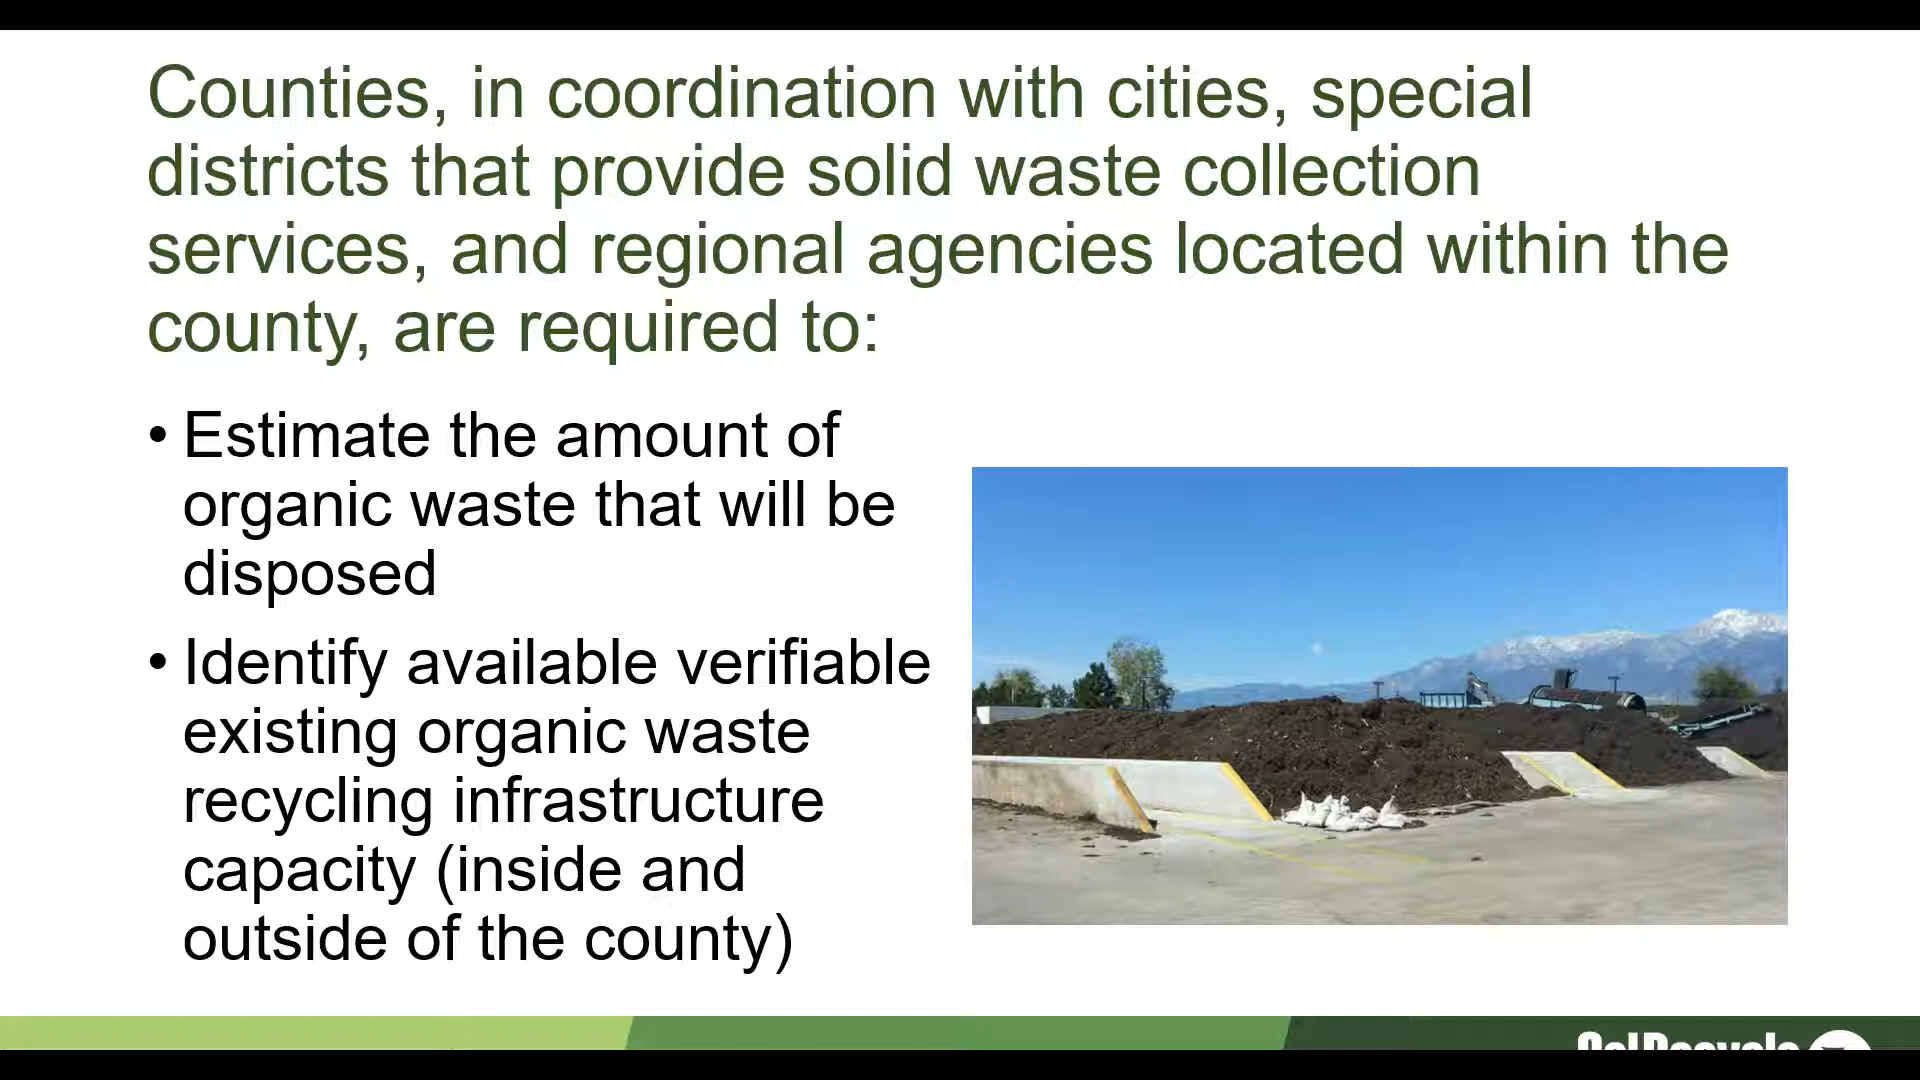 Counties, in coordination with cities, special
districts that provide solid waste collection
services, and regional agencies located within the
county, are required to:
• Estimate the amount of
organic waste that will be
disposed
• Identify available verifiable
existing organic waste
recycling infrastructure
capacity (inside and
outside of the county)
CalRecycle